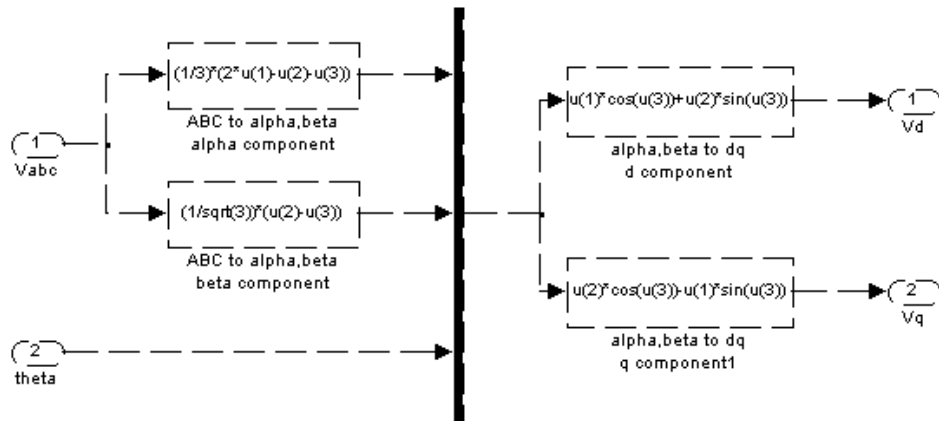 1
Vabc
(1/3)*(2*u(1)-u(2)-u(3))
ABC to alpha,beta
alpha component
(1/sqrt(3))*(u(2)-u(3))
ABC to alpha,beta
beta component
2
theta
u(1)*cos(u(3))+u(2)*sin(u(3))
alpha,beta to dq
d component
1
Vd
u(2)*cos(u(3))-u(1)*sin(u(3))
alpha,beta to dq
q component1
2
Vq